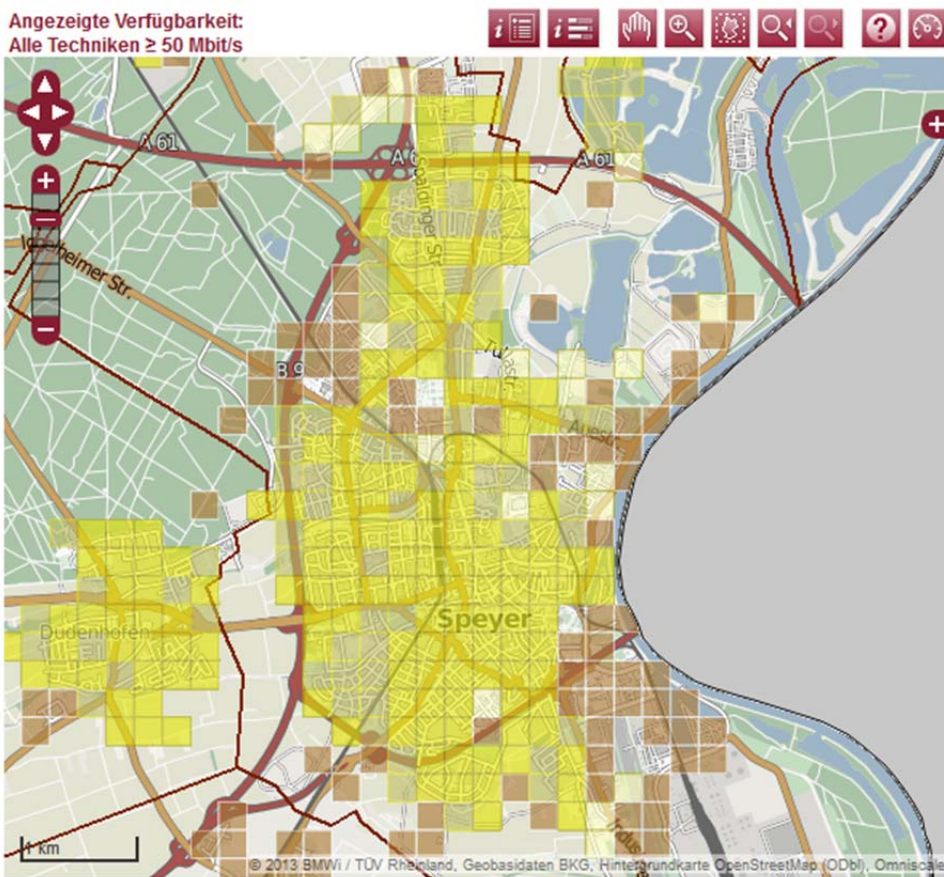 Angezeigte Verfügbarkeit:
Alle Techniken ≥ 50 Mbit/s
A 61
A 61
B 9
Speyer
Dudenhofen
1 km
© 2013 BMWi / TÜV Rheinland, Geobasidaten BKG, Hintergrundkarte OpenStreetMap (ODbl), Omniscale